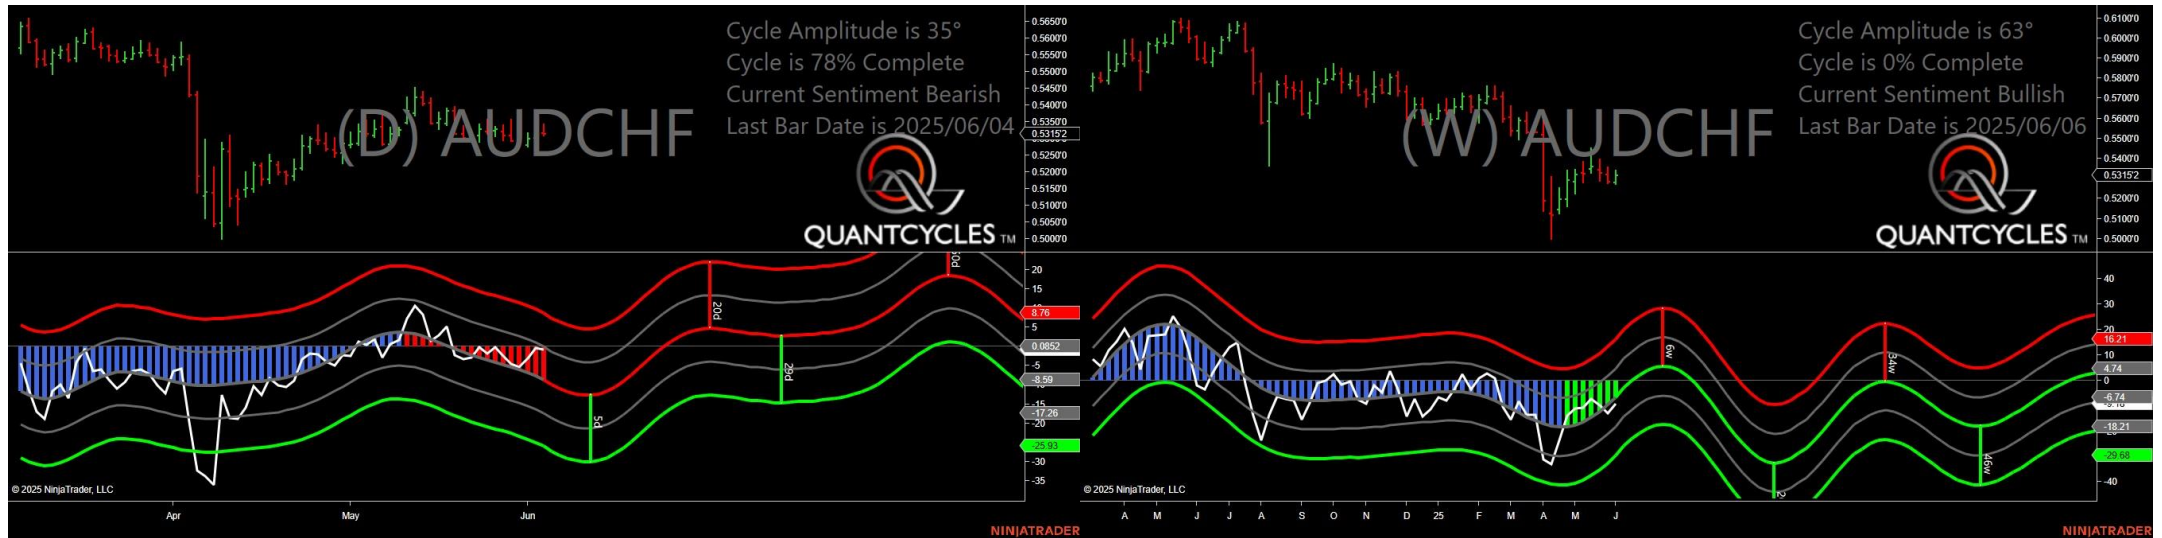 Cycle Amplitude is 35°
Cycle is 78% Complete
Current Sentiment Bearish
Last Bar Date is 2025/06/04
(D) AUDCHF
QUANTCYCLES TM
0.5650'0
0.5600'0
0.5550'0
0.5500'0
0.5450'0
0.5400'0
0.5350'0
0.5315'2
0.5250'0
0.5200'0
0.5150'0
0.5100'0
0.5050'0
0.5000'0
20d
50d
29d
5d
20
15
8.76
5
0.0852
-5
-8.59
-15
-17.26
-20
-25.93
-30
-35
© 2025 NinjaTrader, LLC
Apr
May
Jun
NINJATRADER
Cycle Amplitude is 63°
Cycle is 0% Complete
Current Sentiment Bullish
Last Bar Date is 2025/06/06
(W) AUDCHF
QUANTCYCLES TM
0.6100'0
0.6000'0
0.5900'0
0.5800'0
0.5700'0
0.5600'0
0.5500'0
0.5400'0
0.5315'2
0.5200'0
0.5100'0
0.5000'0
6w
34w
46w
2
40
30
20
16.21
10
4.74
0
-6.74
-18.21
-29.68
-40
© 2025 NinjaTrader, LLC
A M J J A S O N D 25 F M A M J
NINJATRADER